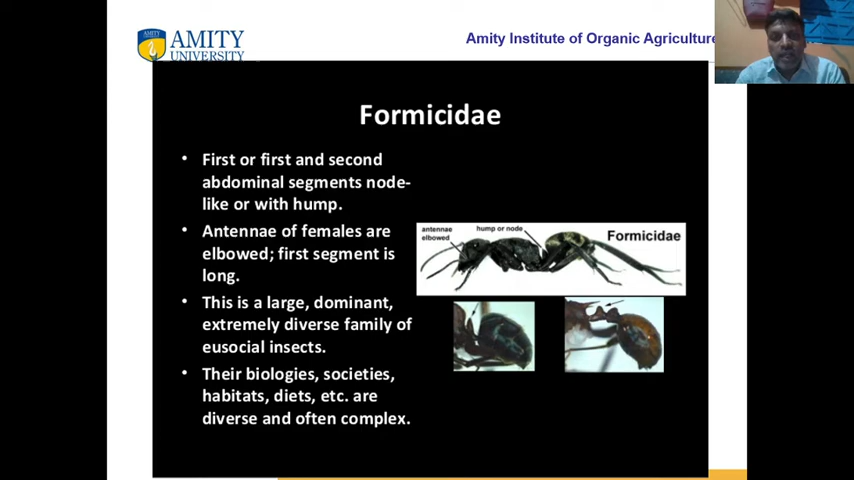 AMITY
UNIVERSITY
Amity Institute of Organic Agriculture
Formicidae
• First or first and second
abdominal segments node-
like or with hump.
• Antennae of females are
elbowed; first segment is
long.
• This is a large, dominant,
extremely diverse family of
eusocial insects.
• Their biologies, societies,
habitats, diets, etc. are
diverse and often complex.
antennae
elbowed
hump or node
Formicidae